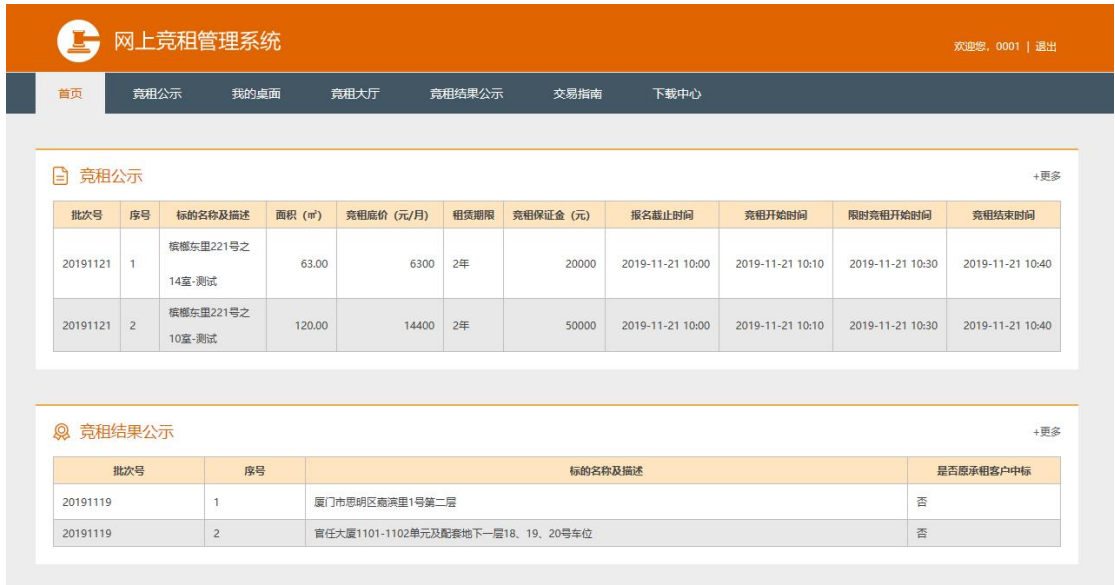 网上竞租管理系统
欢迎您, 0001 | 退出
首页 竞租公示 我的桌面 竞租大厅 竞租结果公示 交易指南 下载中心
竞租公示 +更多
批次号 序号 标的名称及描述 面积 (㎡) 竞租底价 (元/月) 租赁期限 竞租保证金 (元) 报名截止时间 竞租开始时间 限时竞租开始时间 竞租结束时间
槟榔东里221号之
20191121 1 63.00 6300 2年 20000 2019-11-21 10:00 2019-11-21 10:10 2019-11-21 10:30 2019-11-21 10:40
14室-测试
槟榔东里221号之
20191121 2 120.00 14400 2年 50000 2019-11-21 10:00 2019-11-21 10:10 2019-11-21 10:30 2019-11-21 10:40
10室-测试
竞租结果公示 +更多
批次号 序号 标的名称及描述 是否原承租客户中标
20191119 1 厦门市思明区嘉滨里1号第二层 否
20191119 2 官任大厦1101-1102单元及配套地下一层18、19、20号车位 否